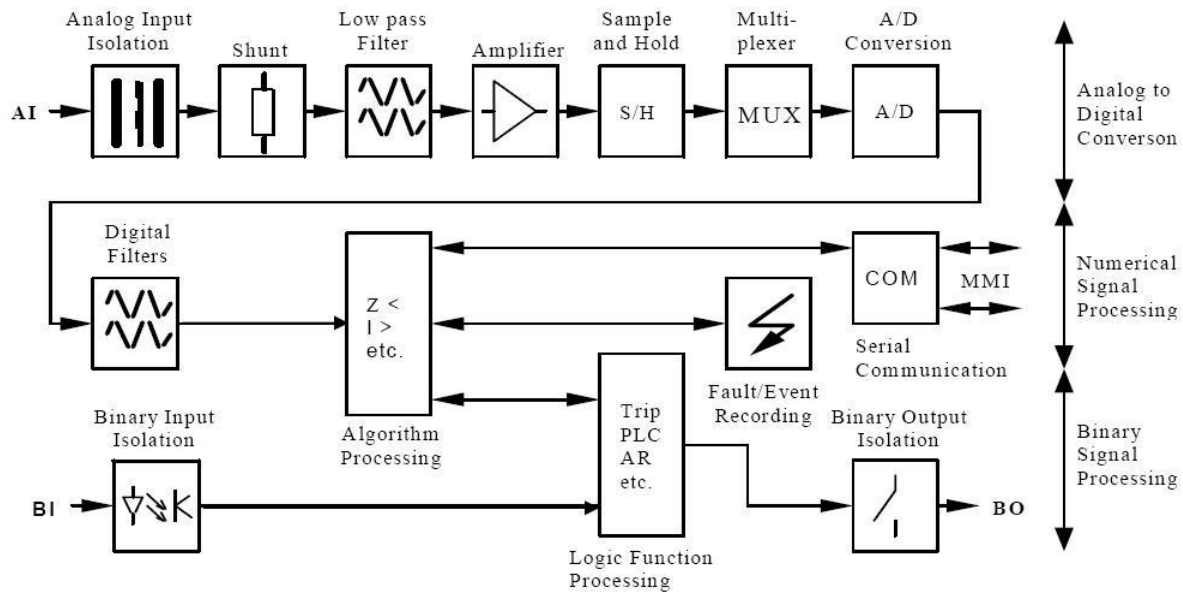 Analog Input
Isolation
Shunt
Low pass
Filter
Amplifier
Sample
and Hold
Multi-
plexer
A/D
Conversion
AI
S/H
MUX
A/D
Analog to
Digital
Converson
Digital
Filters
Z <
I >
etc.
Algorithm
Processing
COM
MMI
Serial
Communication
Numerical
Signal
Processing
Fault/Event
Recording
Binary Input
Isolation
BI
Trip
PLC
AR
etc.
Logic Function
Processing
Binary Output
Isolation
BO
Binary
Signal
Processing